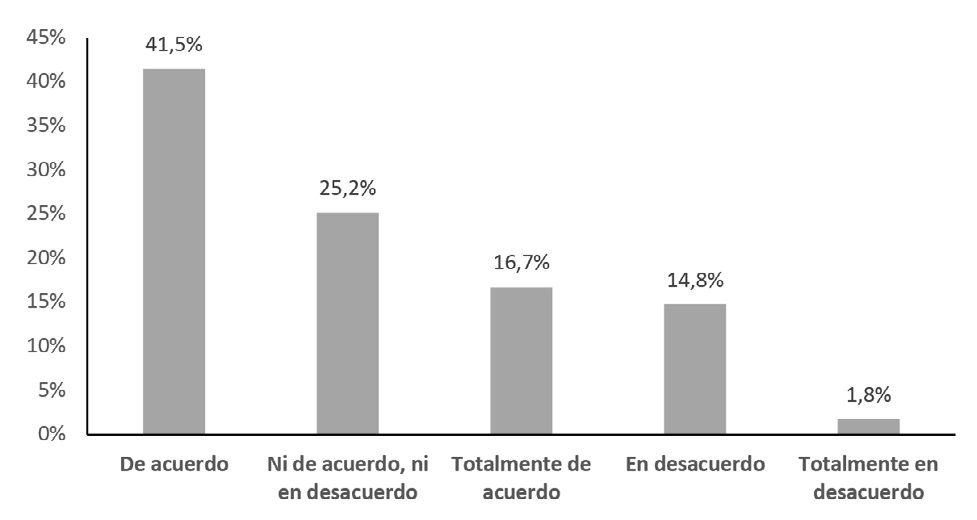 45%
40%
35%
30%
25%
20%
15%
10%
5%
0%
41,5%
25,2%
16,7%
14,8%
1,8%
De acuerdo
Ni de acuerdo, ni
en desacuerdo
Totalmente de
acuerdo
En desacuerdo
Totalmente en
desacuerdo